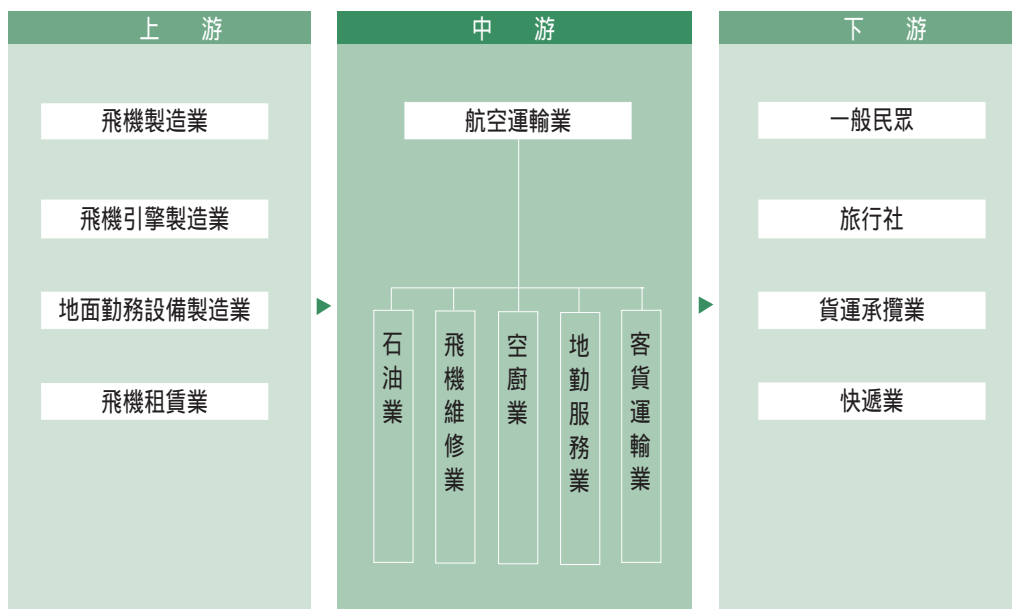 上游
飛機製造業
飛機引擎製造業
地面勤務設備製造業
飛機租賃業
中游
航空運輸業
石油業
飛機維修業
空廚業
地勤服務業
客貨運輸業
下游
一般民眾
旅行社
貨運承攬業
快遞業